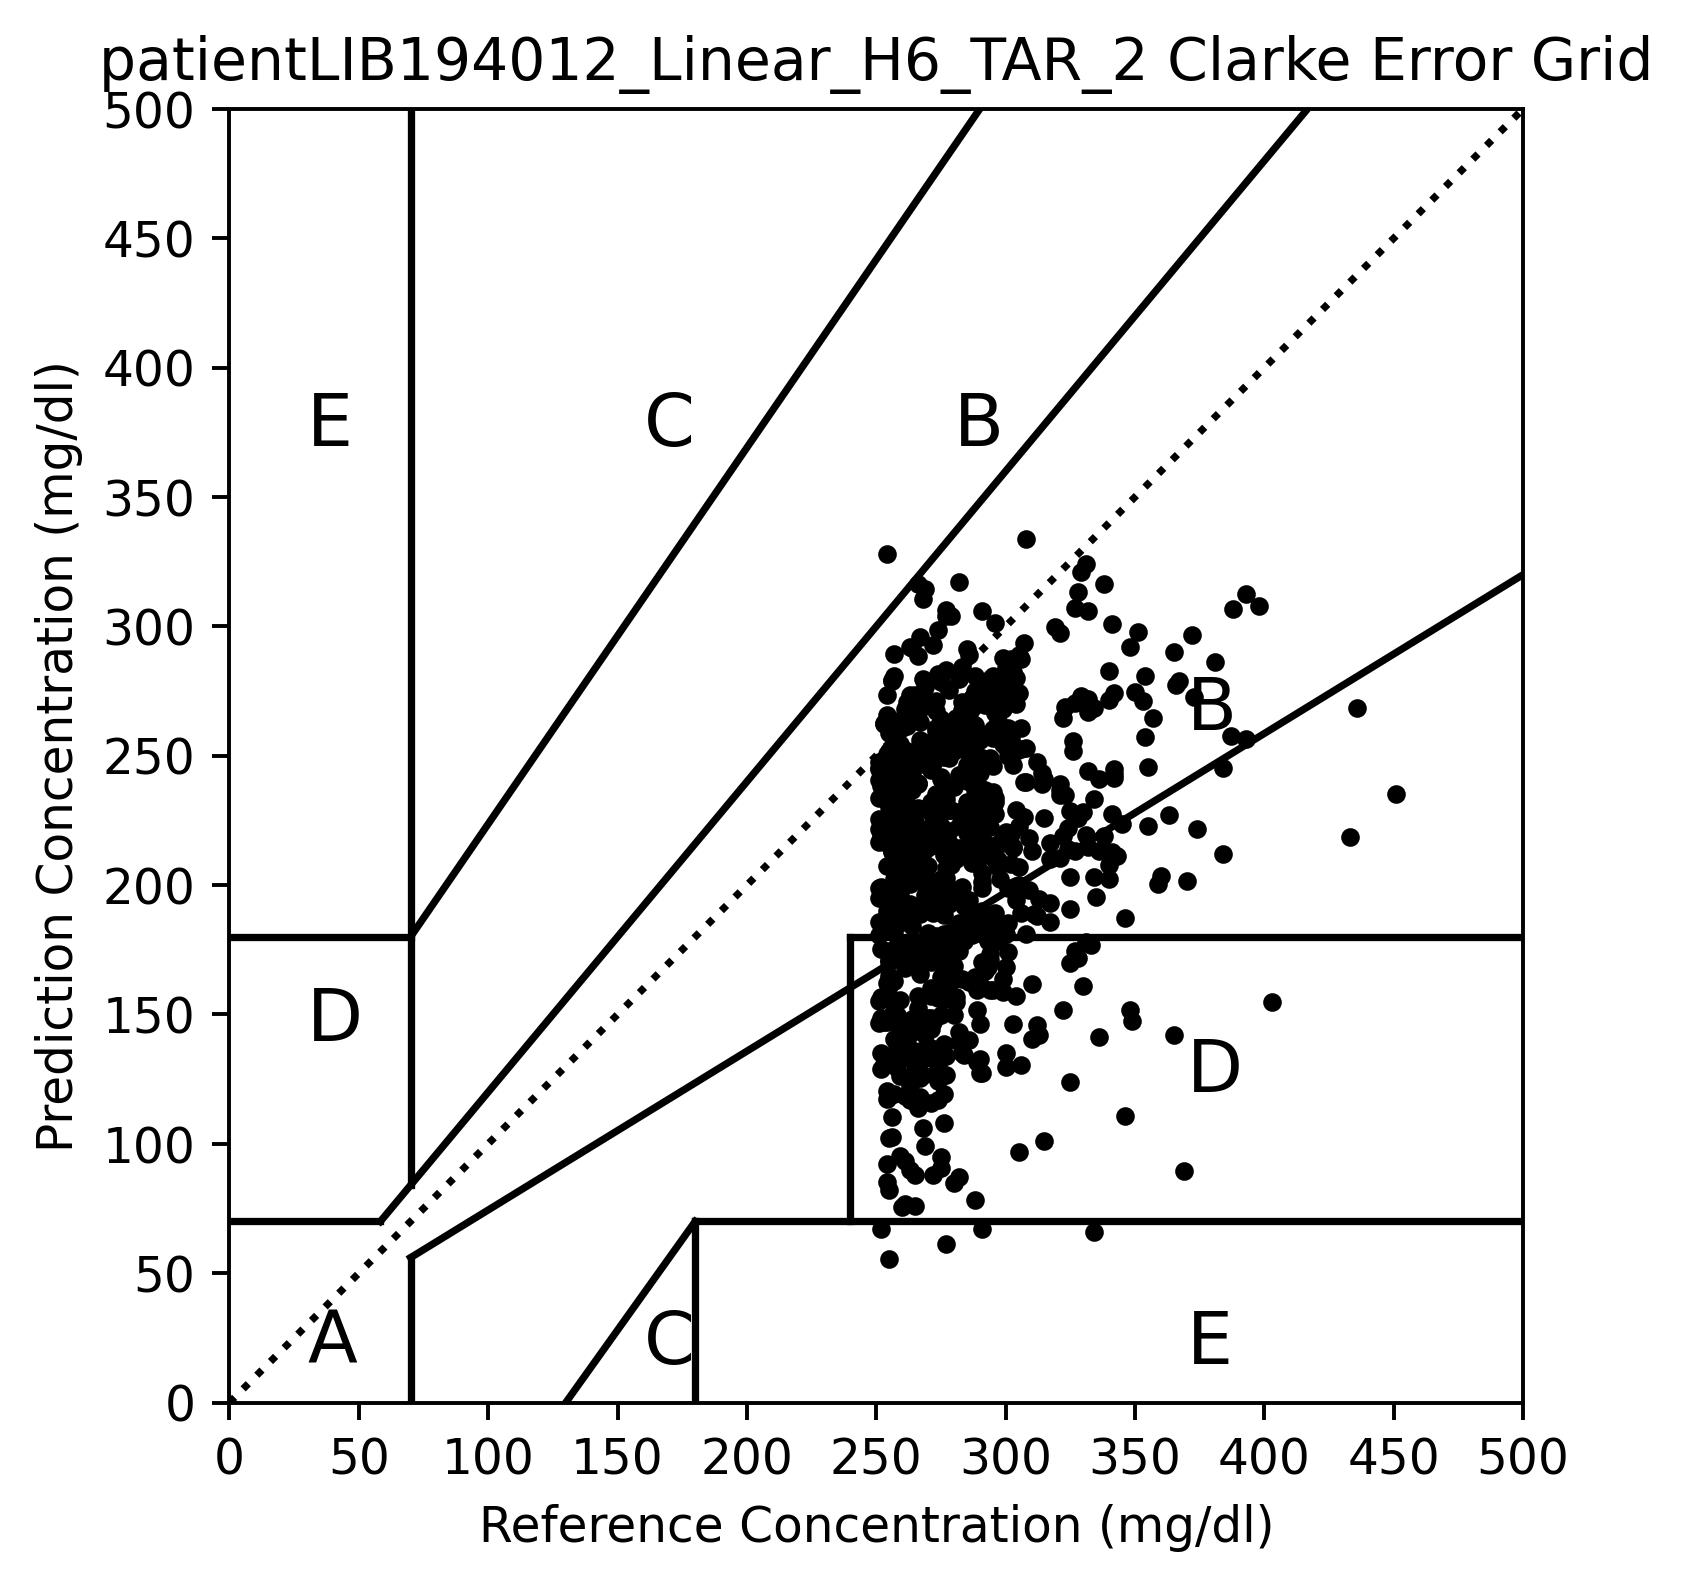 patientLIB194012_Linear_H6_TAR_2 Clarke Error Grid
500
450
400
350
300
250
200
150
100
50
0
Prediction Concentration (mg/dl)
E
C
B
B
D
D
A
C
E
0 50 100 150 200 250 300 350 400 450 500
Reference Concentration (mg/dl)